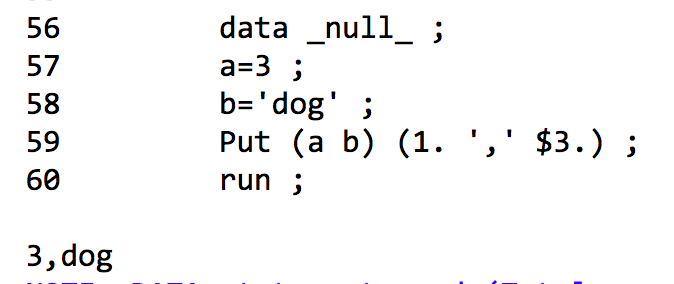 56 data _null_ ;
57 a=3 ;
58 b='dog' ;
59 Put (a b) (1. ',' $3.) ;
60 run ;
3,dog